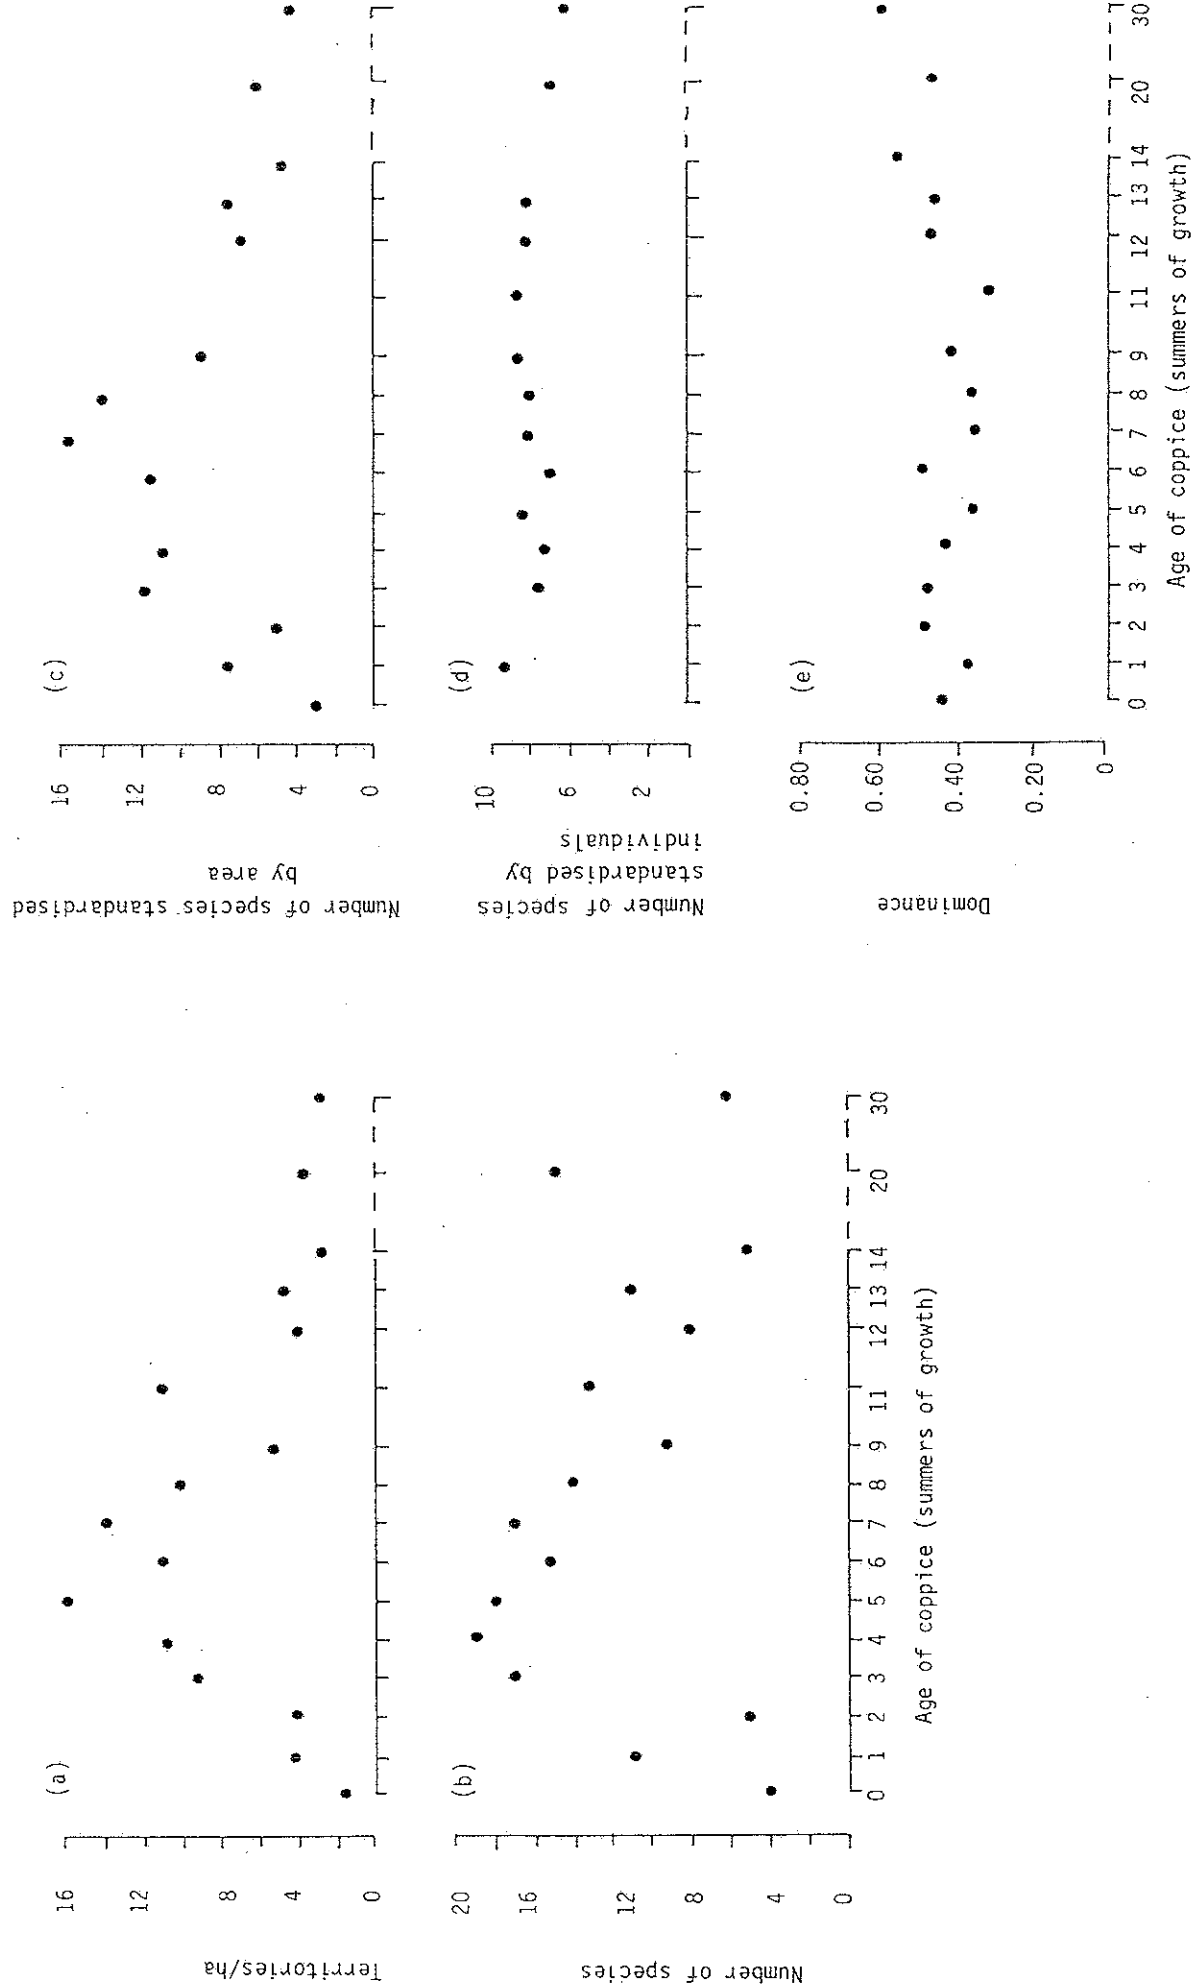 (a)
16
12
8
4
0
Territories/ha
(b)
20
16
12
8
4
0
Number of species
0 1 2 3 4 5 6 7 8 9 11 12 13 14 20 30
Age of coppice (summers of growth)
(c)
16
12
8
4
0
Number of species standardised
by area
(d)
10
6
2
Number of species
standardised by
individuals
(e)
0.80
0.60
0.40
0.20
0
Dominance
0 1 2 3 4 5 6 7 8 9 11 12 13 14 20 30
Age of coppice (summers of growth)